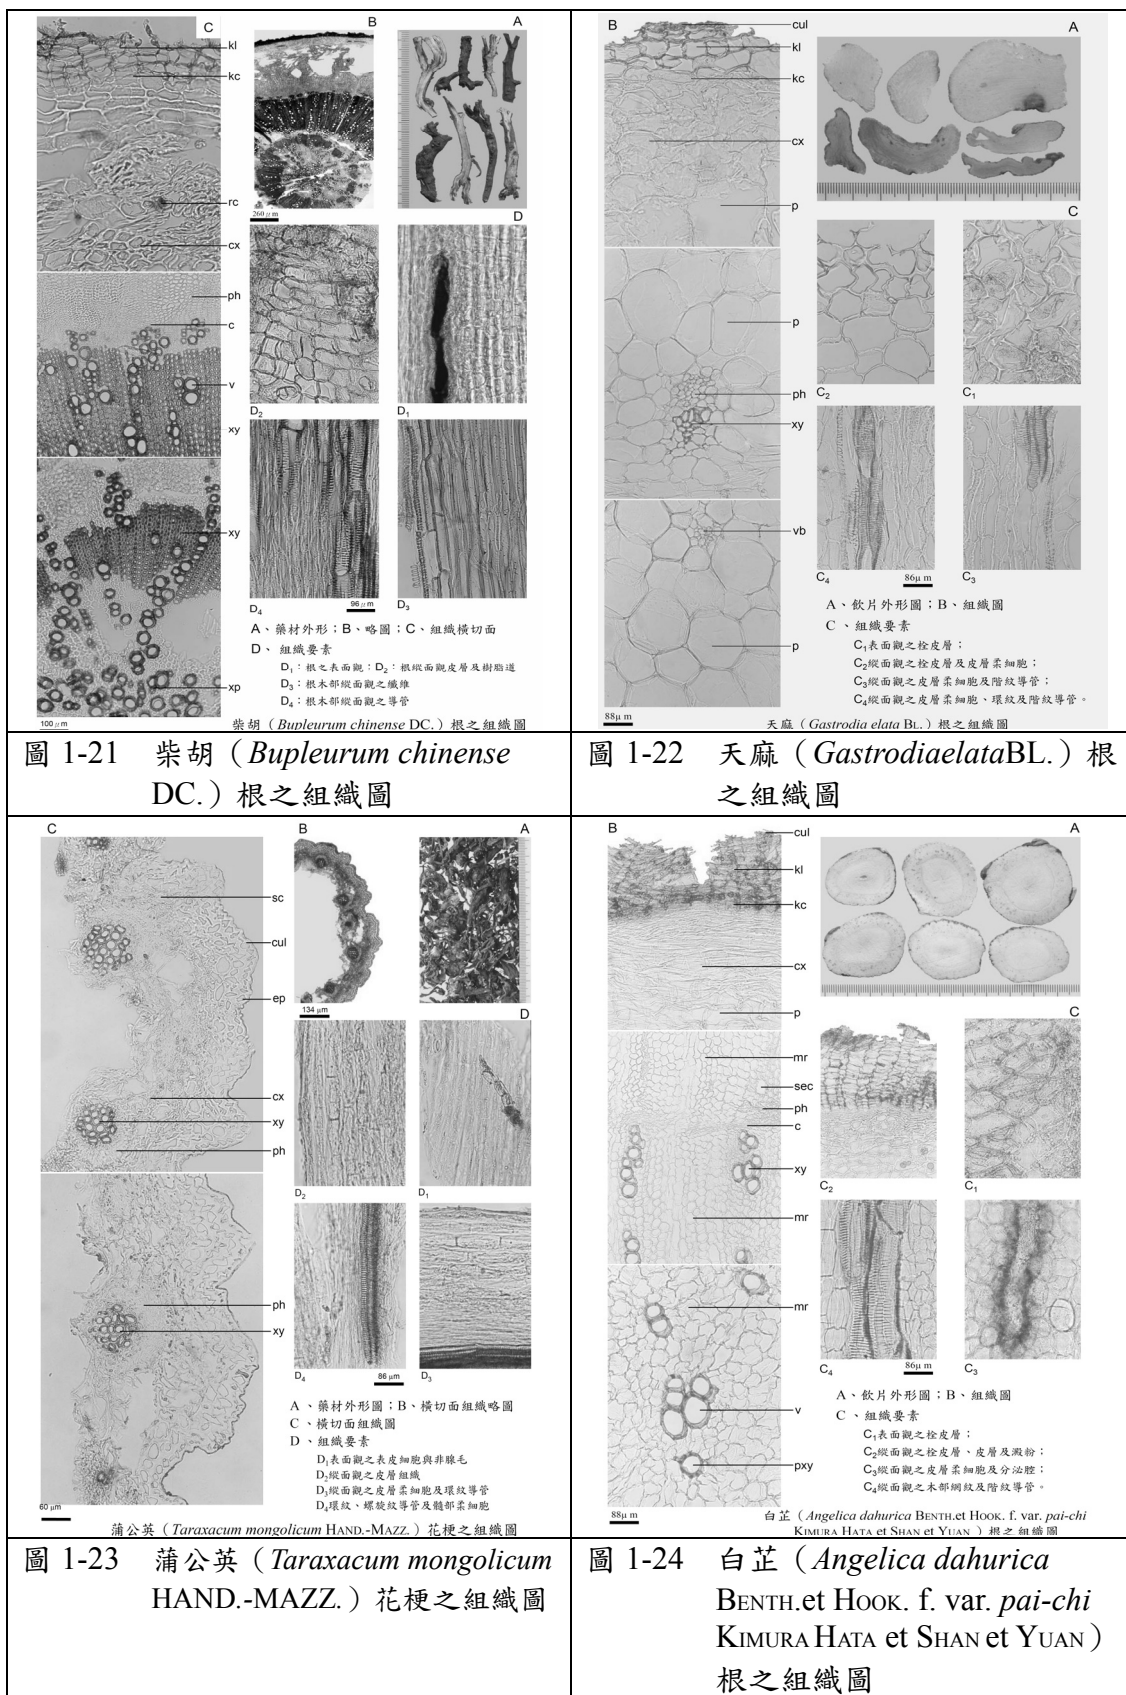 C
B
A
kl
kc
rc
cx
ph
c
v
xy
xy
xp
260μm
D
D₂
D₁
D₄
96μm
D₃
100μm
A、藥材外形；B、略圖；C、組織橫切面
D、組織要素
D₁：根之表面觀；D₂：根縱面觀皮層及樹脂道
D₃：根木部縱面觀之纖維
D₄：根木部縱面觀之導管
柴胡（Bupleurum chinense DC.）根之組織圖
圖 1-21 柴胡（Bupleurum chinense
DC.）根之組織圖
B
A
cul
kl
kc
cx
p
p
ph
xy
vb
p
C
C₂
C₁
C₄
86μm
C₃
88μm
A、飲片外形圖；B、組織圖
C、組織要素
C₁表面觀之栓皮層；
C₂縱面觀之栓皮層及皮層柔細胞；
C₃縱面觀之皮層柔細胞及階紋導管；
C₄縱面觀之皮層柔細胞、環紋及階紋導管。
天麻（Gastrodia elata BL.）根之組織圖
圖 1-22 天麻（GastrodiaelataBL.）根
之組織圖
C
B
A
sc
cul
ep
cx
xy
ph
ph
xy
134 μm
D
D₂
D₁
D₄
86 μm
D₃
60 μm
A、藥材外形圖；B、橫切面組織略圖
C、橫切面組織圖
D、組織要素
D₁表面觀之表皮細胞與非腺毛
D₂縱面觀之皮層組織
D₃縱面觀之皮層柔細胞及環紋導管
D₄環紋、螺旋紋導管及髓部柔細胞
蒲公英（Taraxacum mongolicum HAND.-MAZZ.）花梗之組織圖
圖 1-23 蒲公英（Taraxacum mongolicum
HAND.-MAZZ.）花梗之組織圖
B
A
cul
kl
kc
cx
p
mr
sec
ph
c
xy
mr
mr
v
pxy
C
C₂
C₁
C₄
86μm
C₃
88μm
A、飲片外形圖；B、組織圖
C、組織要素
C₁表面觀之栓皮層；
C₂縱面觀之栓皮層、皮層及澱粉；
C₃縱面觀之皮層柔細胞及分泌腔；
C₄縱面觀之木部網紋及階紋導管。
白芷（Angelica dahurica BENTH.et HOOK. f. var. pai-chi
KIMURA HATA et SHAN et YUAN）根之組織圖
圖 1-24 白芷（Angelica dahurica
BENTH.et HOOK. f. var. pai-chi
KIMURA HATA et SHAN et YUAN）
根之組織圖